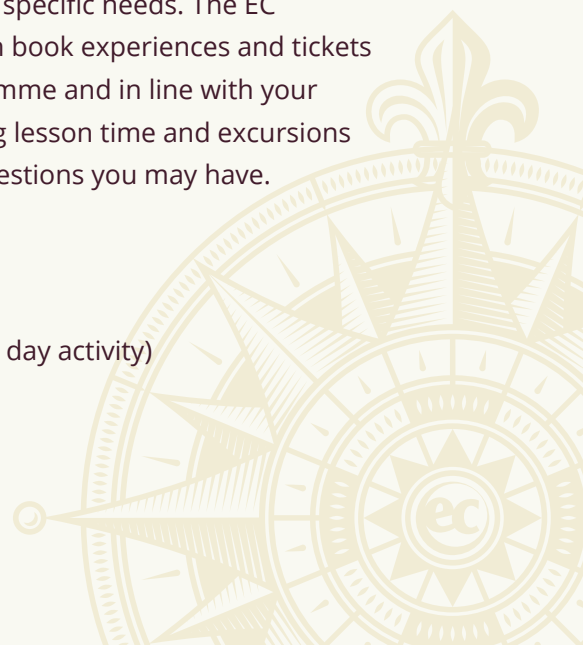 specific needs. The EC
book experiences and tickets
mme and in line with your
lesson time and excursions
estions you may have.
day activity)
ec